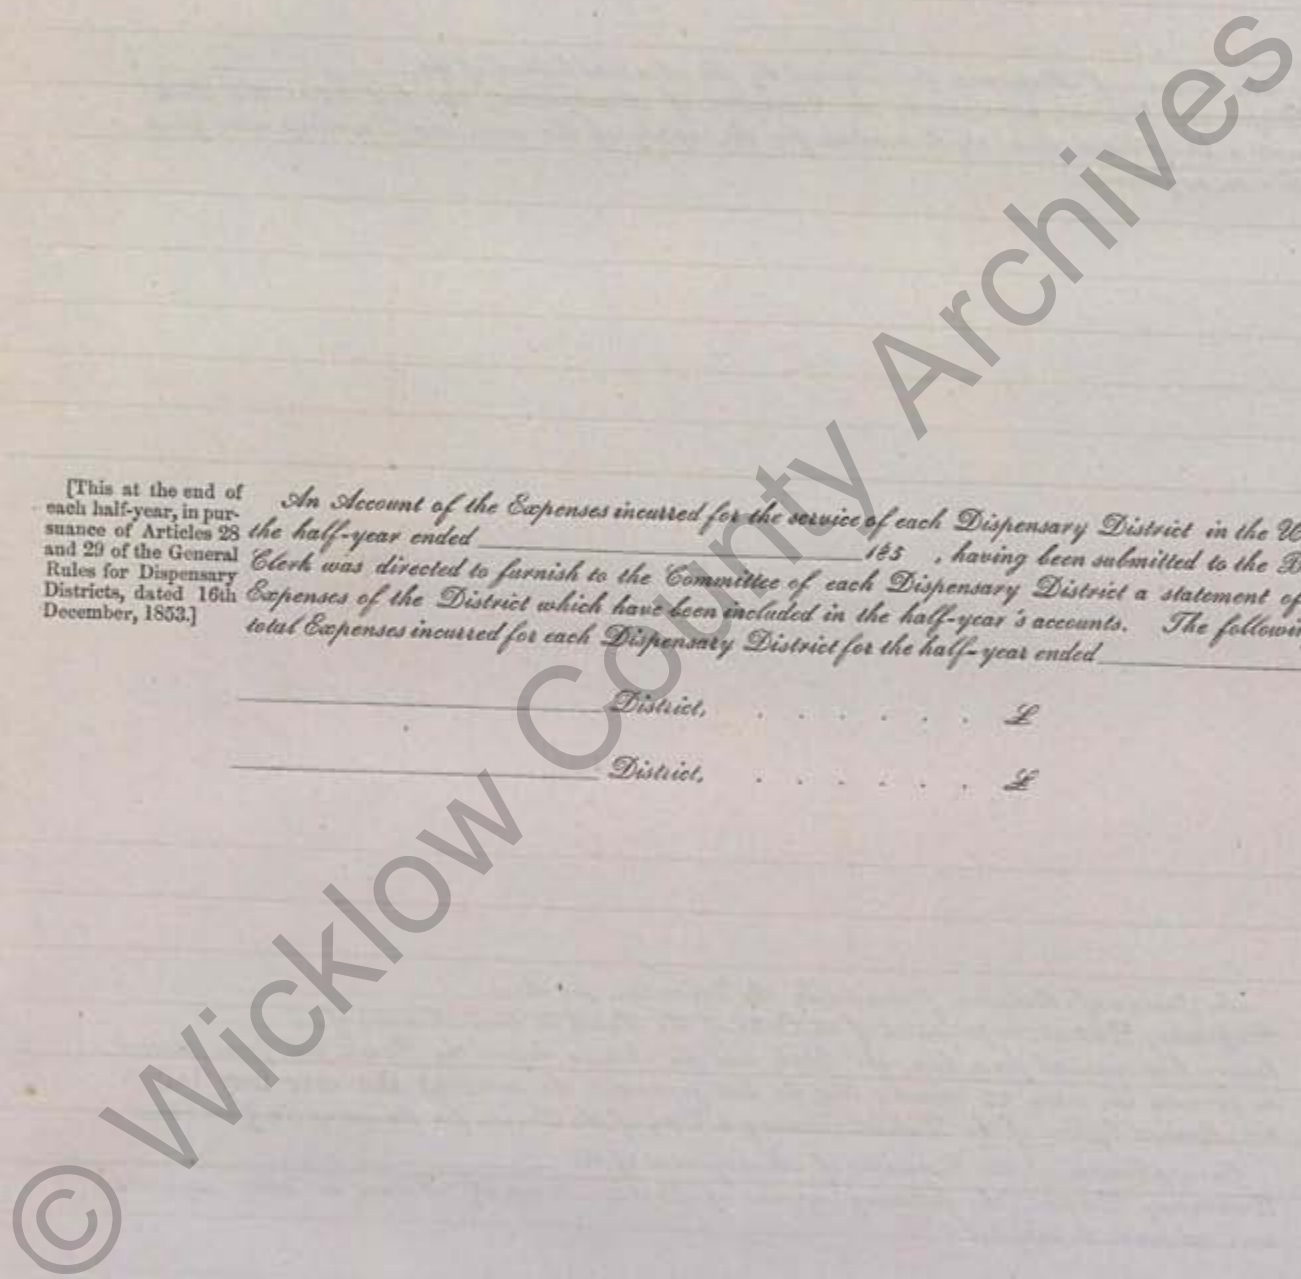 [This at the end of
each half-year, in pur-
suance of Articles 28
and 29 of the General
Rules for Dispensary
Districts, dated 16th
December, 1853.]
An Account of the Expenses incurred for the service of each Dispensary District in the U
the half-year ended 185 , having been submitted to the B
Clerk was directed to furnish to the Committee of each Dispensary District a statement of
Expenses of the District which have been included in the half-year's accounts. The followin
total Expenses incurred for each Dispensary District for the half-year ended
District, . . . . . . £
District, . . . . . . £
© Wicklow County Archives